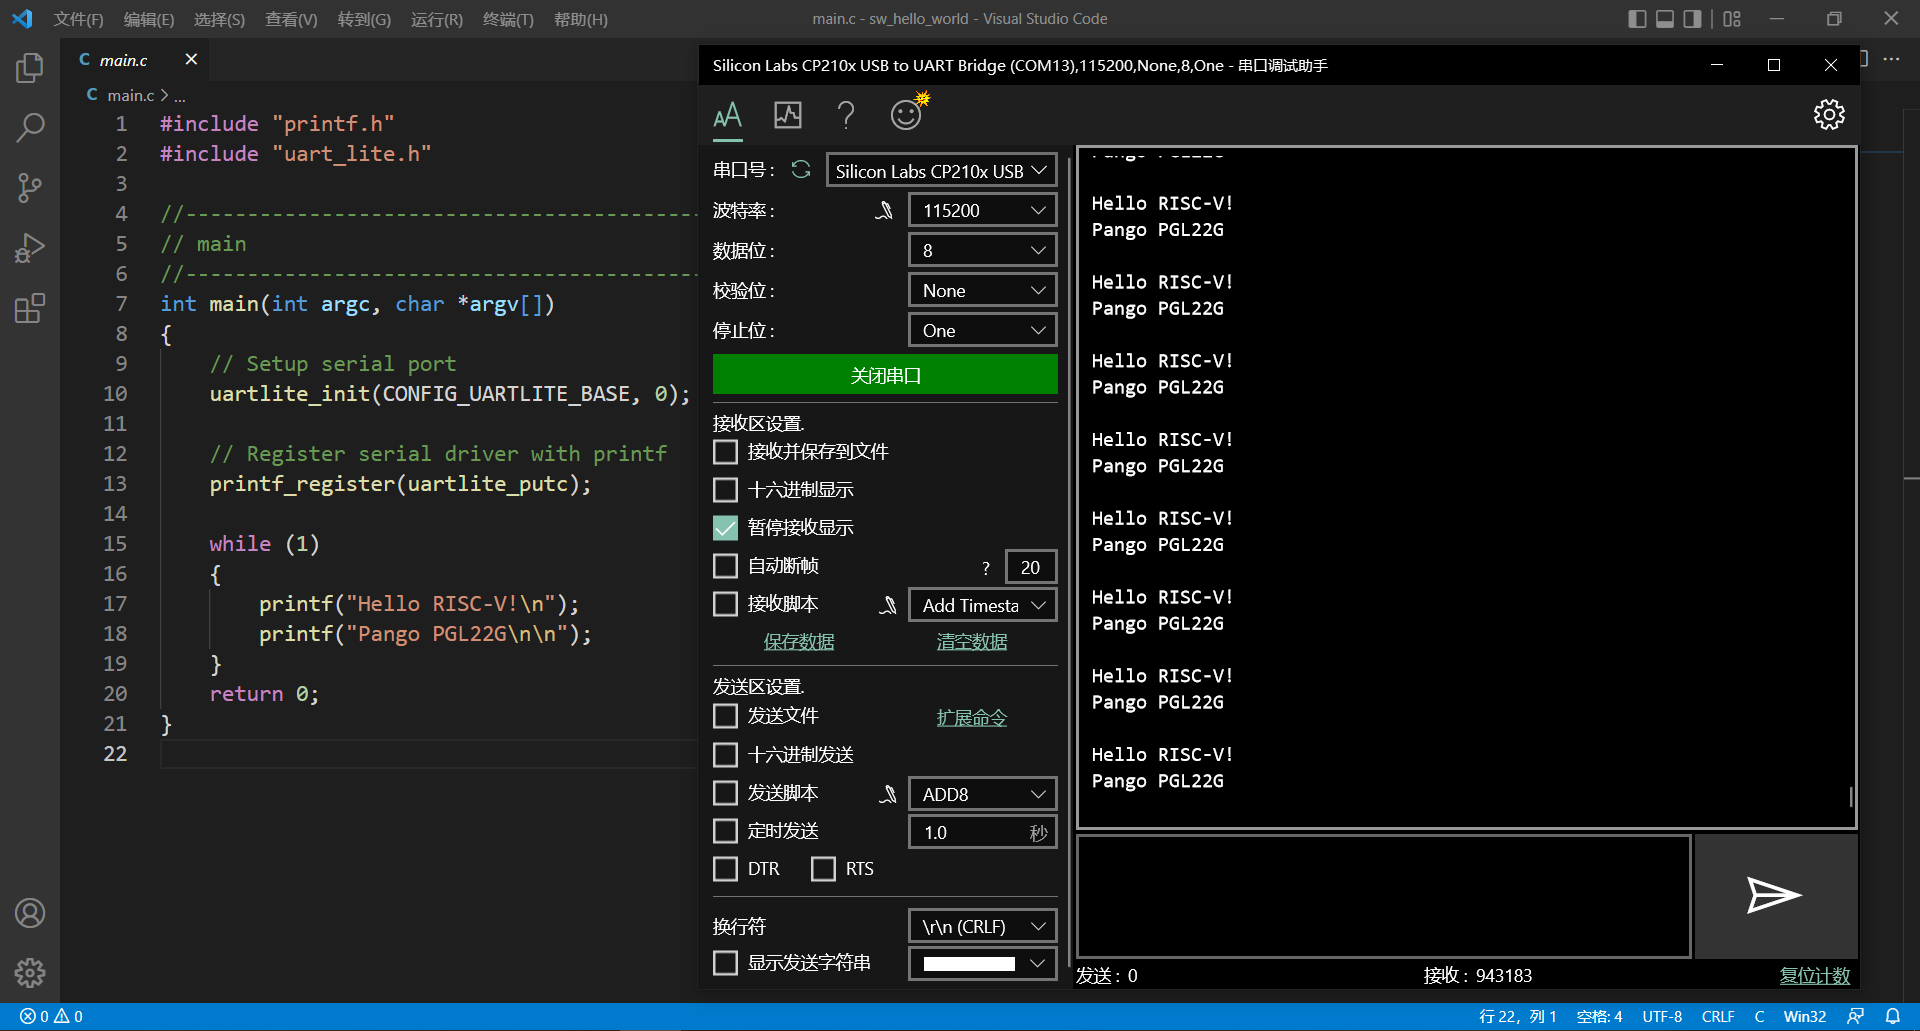 文件(F) 编辑(E) 选择(S) 查看(V) 转到(G) 运行(R) 终端(T) 帮助(H) main.c - sw_hello_world - Visual Studio Code
C main.c
C main.c > ...
1 #include "printf.h"
2 #include "uart_lite.h"
3
4 //------------------------------------------
5 // main
6 //------------------------------------------
7 int main(int argc, char *argv[])
8 {
9 // Setup serial port
10 uartlite_init(CONFIG_UARTLITE_BASE, 0);
11
12 // Register serial driver with printf
13 printf_register(uartlite_putc);
14
15 while (1)
16 {
17 printf("Hello RISC-V!\n");
18 printf("Pango PGL22G\n\n");
19 }
20 return 0;
21 }
22
Silicon Labs CP210x USB to UART Bridge (COM13),115200,None,8,One - 串口调试助手
串口号: Silicon Labs CP210x USB
波特率: 115200
数据位: 8
校验位: None
停止位: One
关闭串口
接收区设置.
接收并保存到文件
十六进制显示
暂停接收显示
自动断帧 ? 20
接收脚本 Add Timesta
保存数据 清空数据
发送区设置.
发送文件 扩展命令
十六进制发送
发送脚本 ADD8
定时发送 1.0 秒
DTR RTS
换行符 \r\n (CRLF)
显示发送字符串
Pango PGL22G
Hello RISC-V!
Pango PGL22G
Hello RISC-V!
Pango PGL22G
Hello RISC-V!
Pango PGL22G
Hello RISC-V!
Pango PGL22G
Hello RISC-V!
Pango PGL22G
Hello RISC-V!
Pango PGL22G
Hello RISC-V!
Pango PGL22G
Hello RISC-V!
Pango PGL22G
发送: 0 接收: 943183 复位计数
0 0 行 22, 列 1 空格: 4 UTF-8 CRLF C Win32